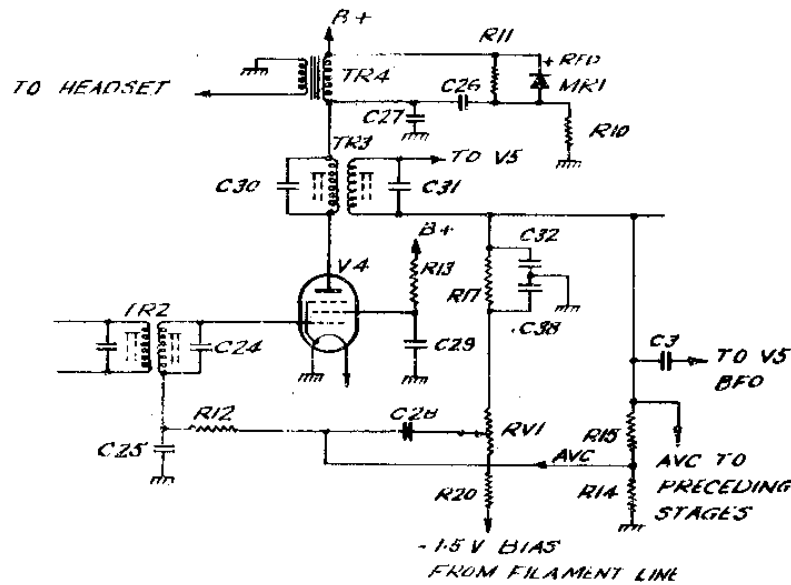 B+
R11
+ RED
MR1
TO HEADSET
TR4
C26
C27
R10
TR3
TO V5
C30
C31
B+
V4
R13
C32
R17
C38
TR2
C24
C29
C3
TO V5
BFO
R12
C28
C25
RV1
R15
AVC
AVC TO
PRECEDING
STAGES
R20
R14
-1.5 V BIAS
FROM FILAMENT LINE